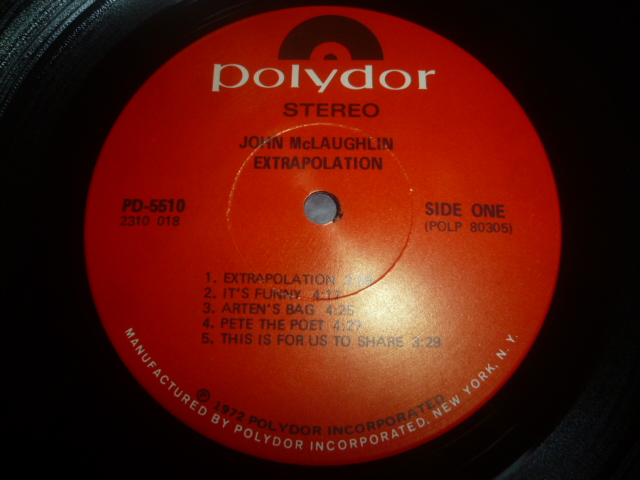 polydor
STEREO
JOHN McLAUGHLIN
EXTRAPOLATION
PD-5510
2310 018
SIDE ONE
(POLP 80305)
1. EXTRAPOLATION
2. IT'S FUNNY 4:17
3. ARTEN'S BAG 4:25
4. PETE THE POET 4:27
5. THIS IS FOR US TO SHARE 3:29
℗ 1972 POLYDOR INCORPORATED
MANUFACTURED BY POLYDOR INCORPORATED, NEW YORK, N. Y.